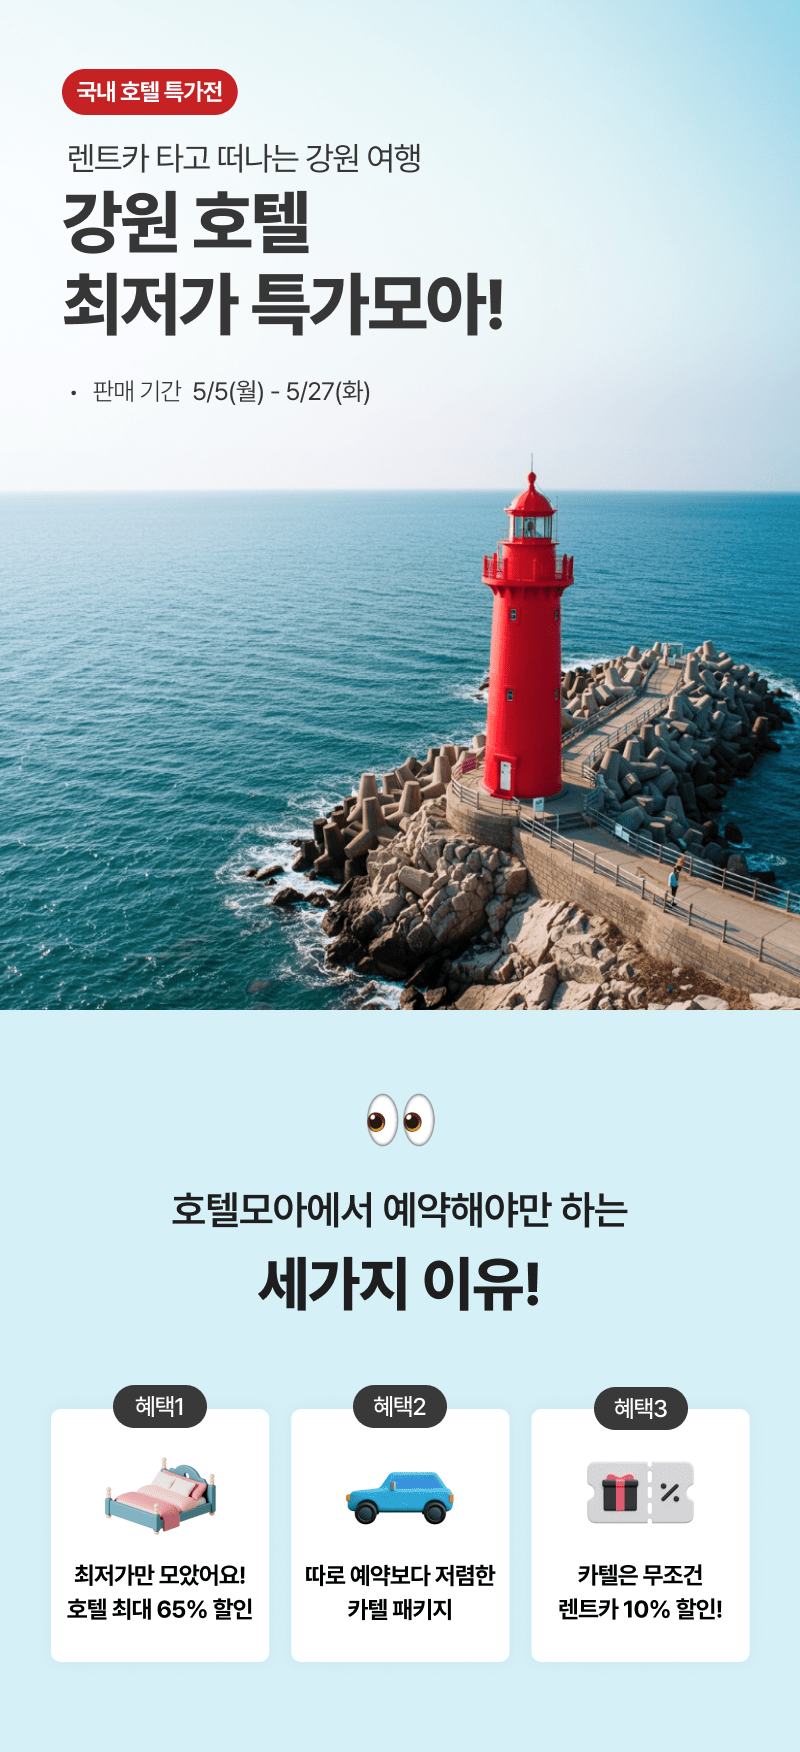 국내 호텔 특가전
렌트카 타고 떠나는 강원 여행
강원 호텔
최저가 특가모아!
• 판매 기간 5/5(월) - 5/27(화)
호텔모아에서 예약해야만 하는
세가지 이유!
혜택1
최저가만 모았어요!
호텔 최대 65% 할인
혜택2
따로 예약보다 저렴한
카텔 패키지
혜택3
카텔은 무조건
렌트카 10% 할인!